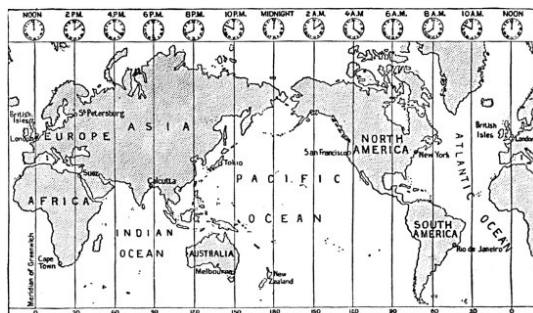 NOON 2 P.M. 4 P.M. 6 P.M. 8 P.M. 10 P.M. MIDNIGHT 2 A.M. 4 A.M. 6 A.M. 8 A.M. 10 A.M. NOON
British Isles
St Petersburg
London
EUROPE
ASIA
Suez
Calcutta
Tokio
AFRICA
INDIAN
OCEAN
Cape Town
Meridian of Greenwich
AUSTRALIA
Melbourne
New Zealand
PACIFIC
OCEAN
San Francisco
NORTH
AMERICA
New York
ATLANTIC
OCEAN
SOUTH
AMERICA
Rio de Janeiro
British Isles
London
0 30 60 90 120 150 180 150 120 90 60 30 0